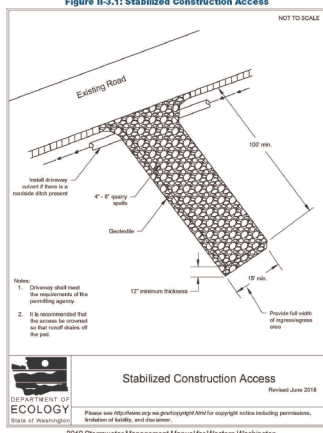 Figure II-3.1: Stabilized Construction Access
NOT TO SCALE
Existing Road
100' min.
Install driveway
culvert if there is a
roadside ditch present
4" - 8" quarry
spalls
Geotextile
12" minimum thickness
15' min.
Provide full width
of ingress/egress
area
Notes:
1. Driveway shall meet
the requirements of the
permitting agency.
2. It is recommended that
the access be crowned
so that runoff drains off
the pad.
DEPARTMENT OF
ECOLOGY
State of Washington
Stabilized Construction Access
Revised June 2018
Please see http://www.ecy.wa.gov/copyright.html for copyright notice including permissions,
limitation of liability, and disclaimer.
2019 Stormwater Management Manual for Western Washington